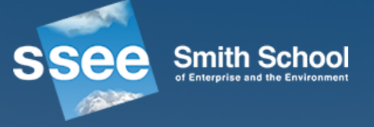 ssee
Smith School
of Enterprise and the Environment